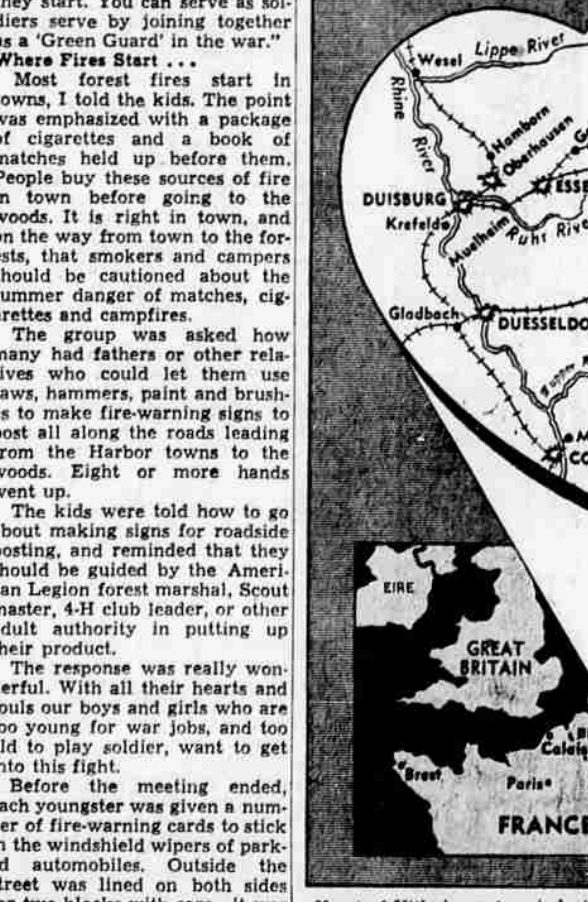 they start. You can serve as sol-
diers serve by joining together
as a 'Green Guard' in the war."
Where Fires Start ...
Most forest fires start in
towns, I told the kids. The point
was emphasized with a package
of cigarettes and a book of
matches held up before them.
People buy these sources of fire
in town before going to the
woods. It is right in town, and
on the way from town to the for-
ests, that smokers and campers
should be cautioned about the
summer danger of matches, cig-
arettes and campfires.
The group was asked how
many had fathers or other rela-
tives who could let them use
saws, hammers, paint and brush-
es to make fire-warning signs to
post all along the roads leading
from the Harbor towns to the
woods. Eight or more hands
went up.
The kids were told how to go
about making signs for roadside
posting, and reminded that they
should be guided by the Ameri-
can Legion forest marshal, Scout
master, 4-H club leader, or other
adult authority in putting up
their product.
The response was really won-
derful. With all their hearts and
souls our boys and girls who are
too young for war jobs, and too
old to play soldier, want to get
into this fight.
Before the meeting ended,
each youngster was given a num-
ber of fire-warning cards to stick
in the windshield wipers of park-
ed automobiles. Outside the
street was lined on both sides
Wesel
Lippe River
Rhine
River
Hamborn
Oberhausen
ESSE
DUISBURG
Krefeld
Muelheim
Ruhr Rive
Gladbach
DUESSELDO
Wupper
CO
EIRE
GREAT
BRITAIN
Calais
Brest
Paris
FRANCE